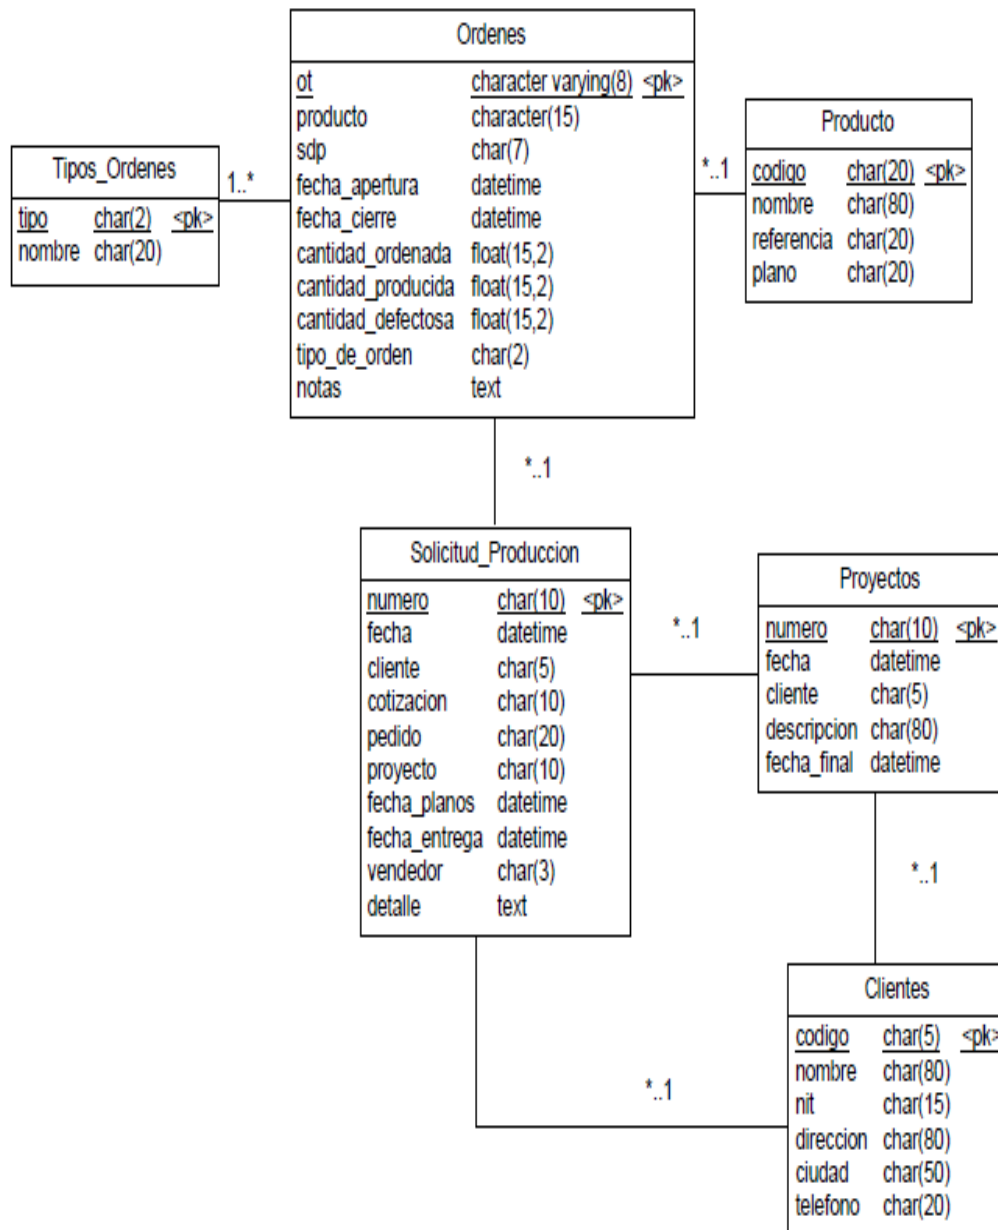 Ordenes
ot character varying(8) <pk>
producto character(15)
sdp char(7)
fecha_apertura datetime
fecha_cierre datetime
cantidad_ordenada float(15,2)
cantidad_producida float(15,2)
cantidad_defectosa float(15,2)
tipo_de_orden char(2)
notas text
Tipos_Ordenes
tipo char(2) <pk>
nombre char(20)
1..*
*..1
Producto
codigo char(20) <pk>
nombre char(80)
referencia char(20)
plano char(20)
*..1
Solicitud_Produccion
numero char(10) <pk>
fecha datetime
cliente char(5)
cotizacion char(10)
pedido char(20)
proyecto char(10)
fecha_planos datetime
fecha_entrega datetime
vendedor char(3)
detalle text
*..1
Proyectos
numero char(10) <pk>
fecha datetime
cliente char(5)
descripcion char(80)
fecha_final datetime
*..1
*..1
Clientes
codigo char(5) <pk>
nombre char(80)
nit char(15)
direccion char(80)
ciudad char(50)
telefono char(20)